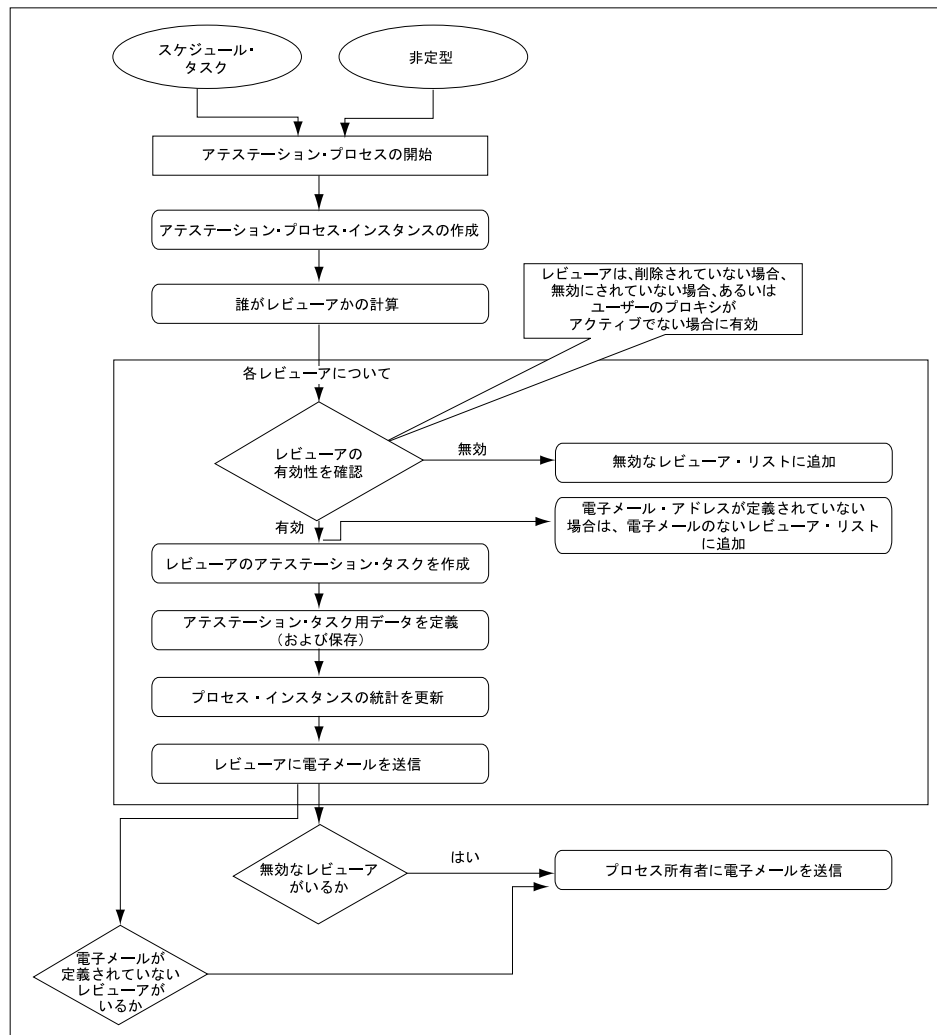 スケジュール・
タスク
非定型
アテステーション・プロセスの開始
アテステーション・プロセス・インスタンスの作成
誰がレビューアかの計算
レビューアは、削除されていない場合、
無効にされていない場合、あるいは
ユーザーのプロキシが
アクティブでない場合に有効
各レビューアについて
レビューアの
有効性を確認
無効
無効なレビューア・リストに追加
有効
電子メール・アドレスが定義されていない
場合は、電子メールのないレビューア・リスト
に追加
レビューアのアテステーション・タスクを作成
アテステーション・タスク用データを定義
（および保存）
プロセス・インスタンスの統計を更新
レビューアに電子メールを送信
無効なレビューア
がいるか
はい
プロセス所有者に電子メールを送信
電子メールが
定義されていない
レビューアが
いるか